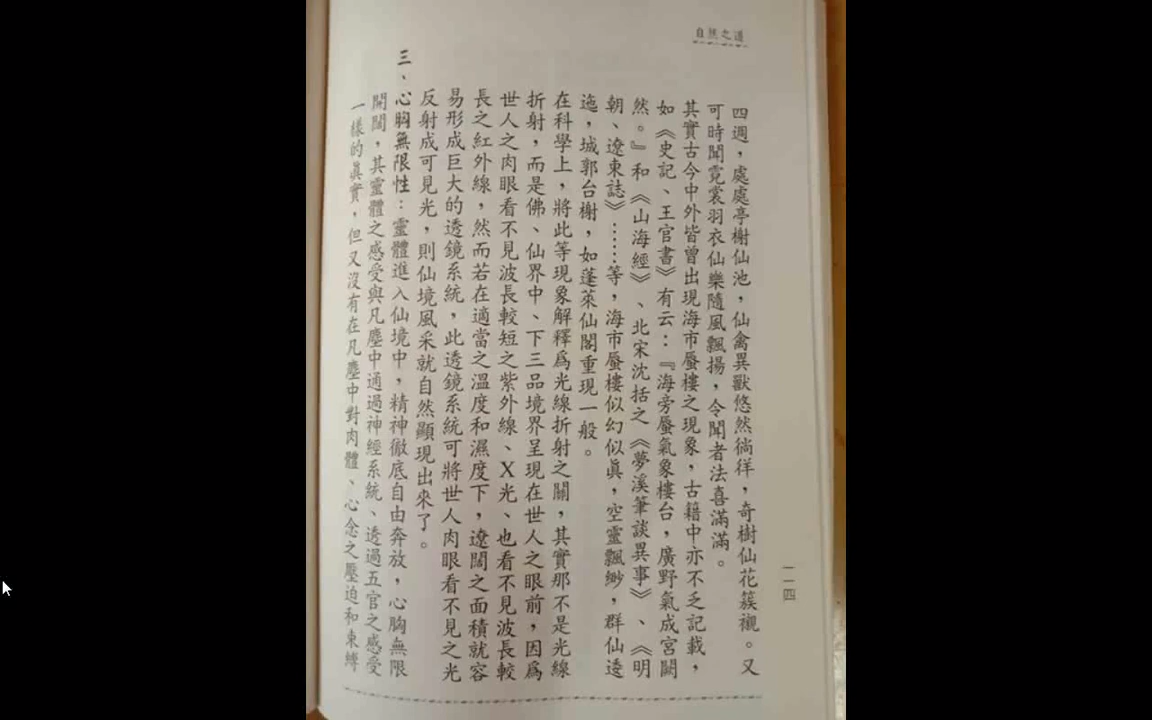 自然之道
四週，處處亭榭仙池，仙禽異獸悠然徜徉，奇樹仙花簇襯。又
可時聞霓裳羽衣仙樂隨風飄揚，令聞者法喜滿滿。
其實古今中外皆曾出現海市蜃樓之現象，古籍中亦不乏記載，
如《史記、王官書》有云：『海旁蜃氣象樓台，廣野氣成宮闕
然。』和《山海經》、北宋沈括之《夢溪筆談異事》、《明
朝、遼東誌》……等，海市蜃樓似幻似眞，空靈飄緲，群仙逶
迤，城郭台榭，如蓬萊仙閣重現一般。
在科學上，將此等現象解釋爲光線折射之關，其實那不是光線
折射，而是佛、仙界中、下三品境界呈現在世人之眼前，因爲
世人之肉眼看不見波長較短之紫外線、X光、也看不見波長較
長之紅外線，然而若在適當之溫度和濕度下，遼闊之面積就容
易形成巨大的透鏡系統，此透鏡系統可將世人肉眼看不見之光
反射成可見光，則仙境風采就自然顯現出來了。
三、心胸無限性：靈體進入仙境中，精神徹底自由奔放，心胸無限
開闊，其靈體之感受與凡塵中通過神經系統、透過五官之感受
一樣的眞實，但又沒有在凡塵中對肉體、心念之壓迫和束縛
一一四